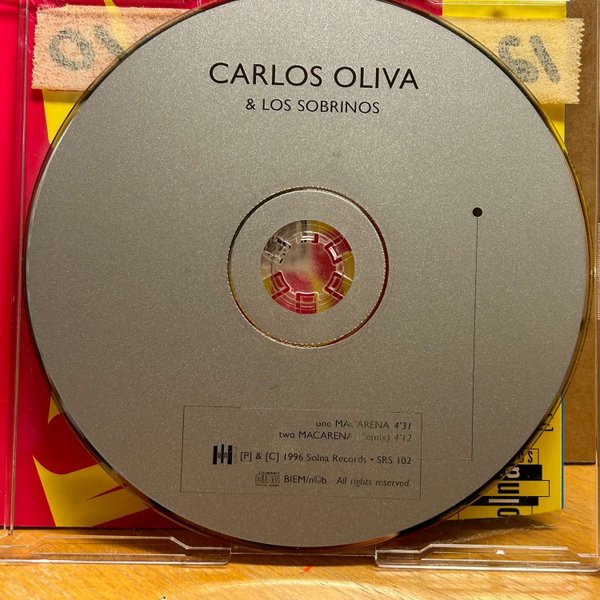 CARLOS OLIVA
& LOS SOBRINOS
one MACARENA 4'31
two MACARENA (Remix) 4'12
[P] & [C] 1996 Solna Records • SRS 102
BIEM/n©b All rights reserved.